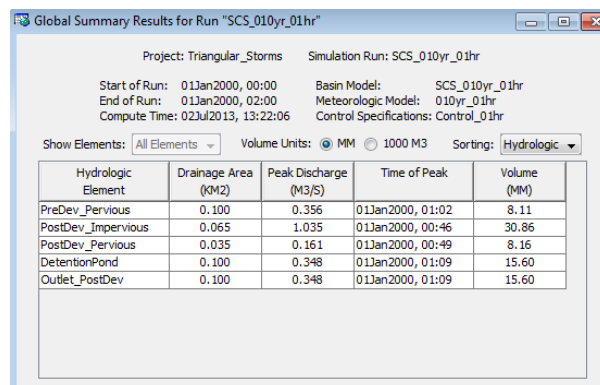 Global Summary Results for Run "SCS_010yr_01hr"
Project: Triangular_Storms Simulation Run: SCS_010yr_01hr
Start of Run: 01Jan2000, 00:00 Basin Model: SCS_010yr_01hr
End of Run: 01Jan2000, 02:00 Meteorologic Model: 010yr_01hr
Compute Time: 02Jul2013, 13:22:06 Control Specifications: Control_01hr
Show Elements: All Elements Volume Units: MM 1000 M3 Sorting: Hydrologic
Hydrologic Drainage Area Peak Discharge Time of Peak Volume
Element (KM2) (M3/S) (MM)
PreDev_Pervious 0.100 0.356 01Jan2000, 01:02 8.11
PostDev_Impervious 0.065 1.035 01Jan2000, 00:46 30.86
PostDev_Pervious 0.035 0.161 01Jan2000, 00:49 8.16
DetentionPond 0.100 0.348 01Jan2000, 01:09 15.60
Outlet_PostDev 0.100 0.348 01Jan2000, 01:09 15.60